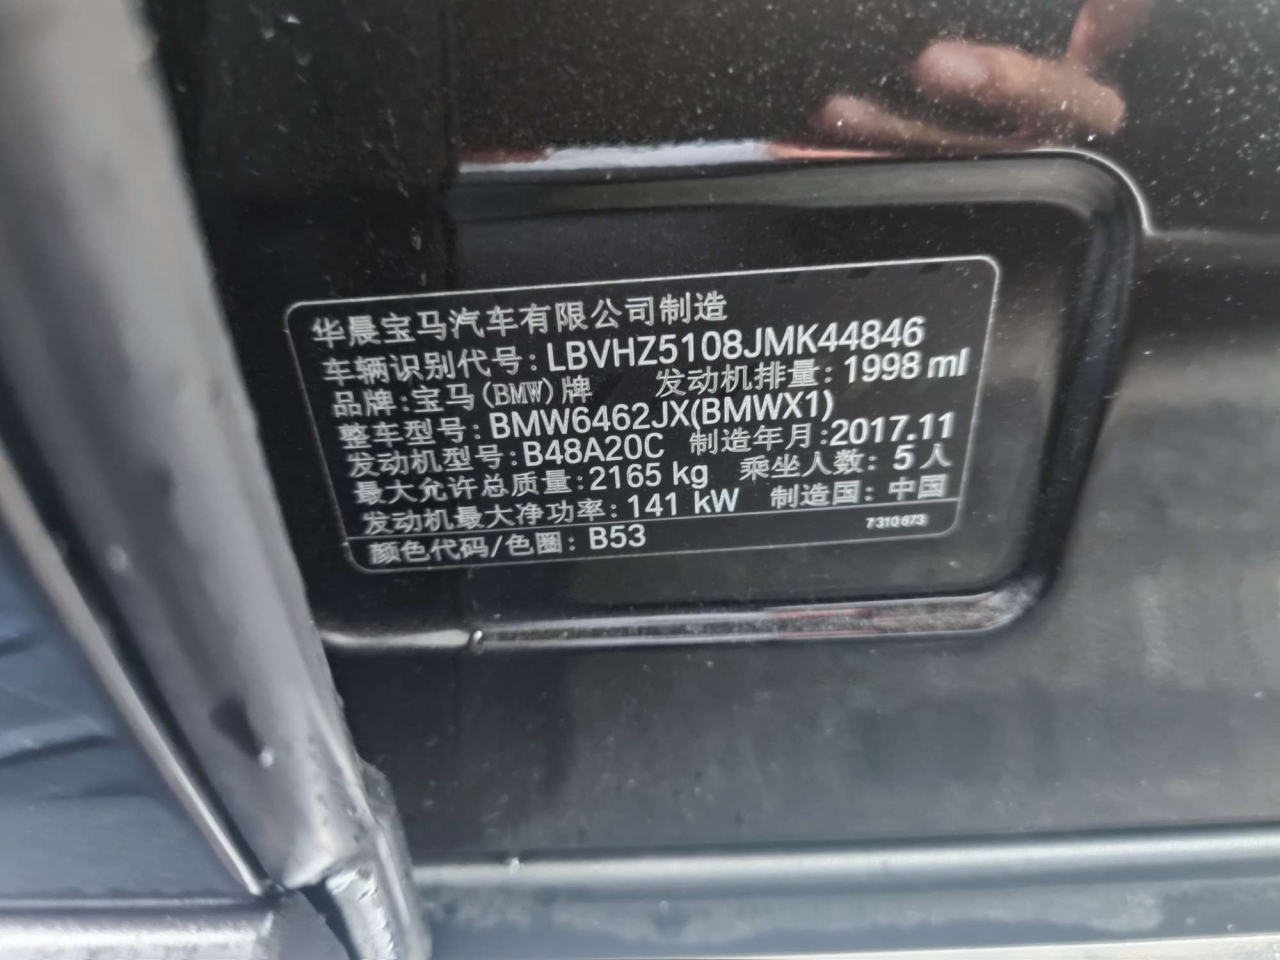 华晨宝马汽车有限公司制造
车辆识别代号:LBVHZ5108JMK44846
品牌:宝马(BMW)牌 发动机排量:1998 ml
整车型号:BMW6462JX(BMWX1)
发动机型号:B48A20C 制造年月:2017.11
最大允许总质量:2165 kg 乘坐人数:5人
发动机最大净功率:141 kW 制造国:中国
颜色代码/色圈:B53 7310673